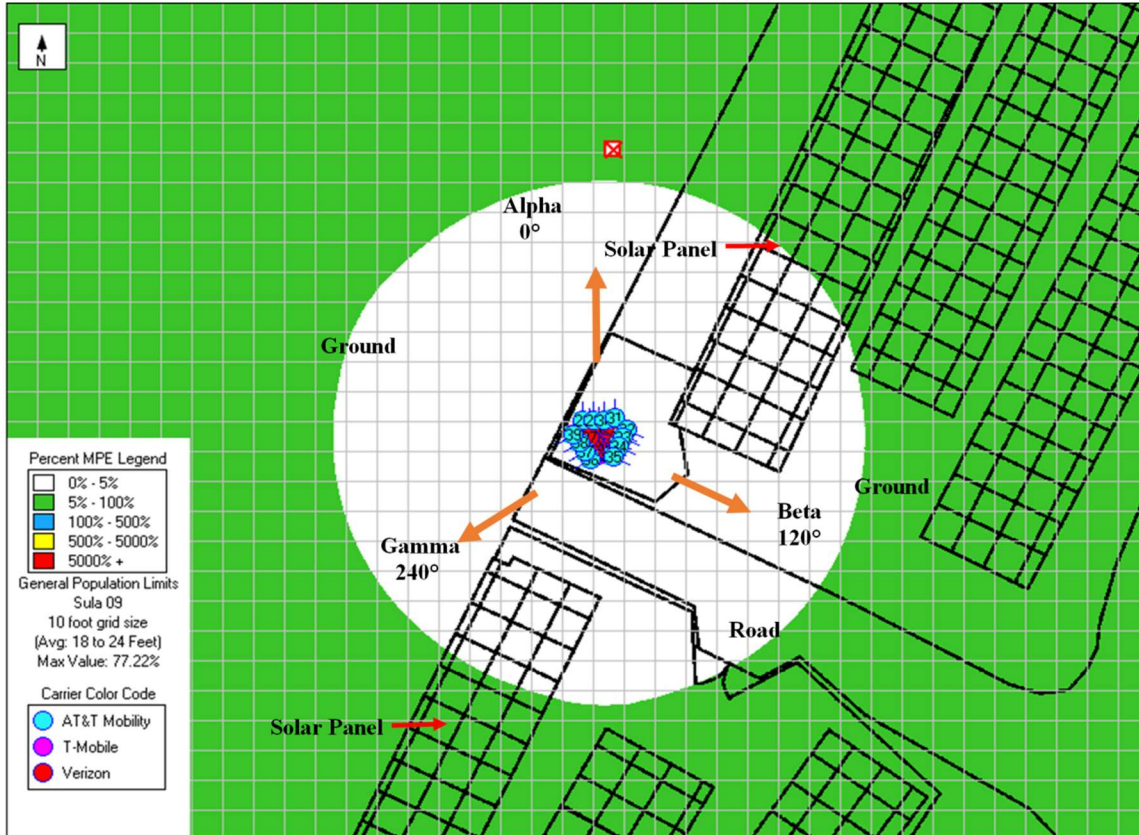 N
Alpha
0°
Solar Panel
Ground
Ground
Beta
120°
Gamma
240°
Road
Solar Panel
Percent MPE Legend
0% - 5%
5% - 100%
100% - 500%
500% - 5000%
5000% +
General Population Limits
Sula 09
10 foot grid size
(Avg: 18 to 24 Feet)
Max Value: 77.22%
Carrier Color Code
AT&T Mobility
T-Mobile
Verizon